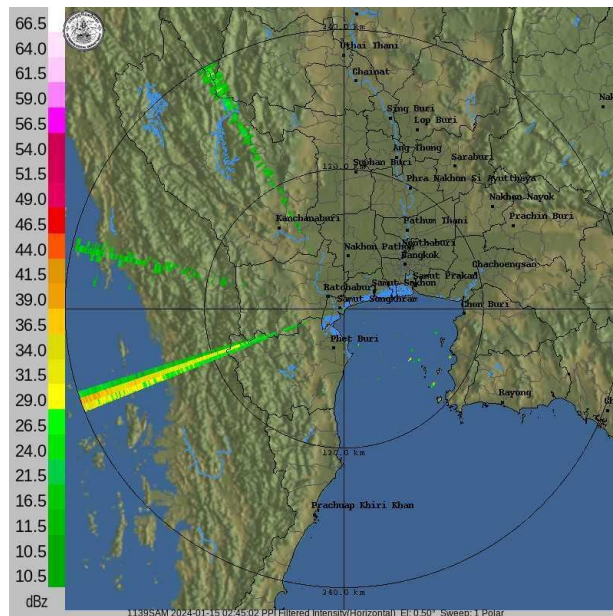 66.5
64.0
61.5
59.0
56.5
54.0
51.5
49.0
46.5
44.0
41.5
39.0
36.5
34.0
31.5
29.0
26.5
24.0
21.5
16.5
11.5
10.5
10.5
dBz
240.0 km
Uthai Thani
Chainat
Nak
Sing Buri
Lop Buri
Ang Thong
Suphan Buri
Saraburi
120.0 km
Phra Nakhon Si Ayutthaya
Nakhon Nayok
Kanchanaburi
Pathum Thani
Prachin Buri
Nonthaburi
Nakhon Pathom
Bangkok
Chachoengsao
Samut Prakan
Ratchaburi
Samut Sakhon
Samut Songkhram
Chon Buri
Phet Buri
Rayong
Ch
120.0 km
Prachuap Khiri Khan
240.0 km
1139SAM 2024-01-15 02:45:02 PPI Filtered Intensity(Horizontal) El: 0.50° Sweep: 1 Polar